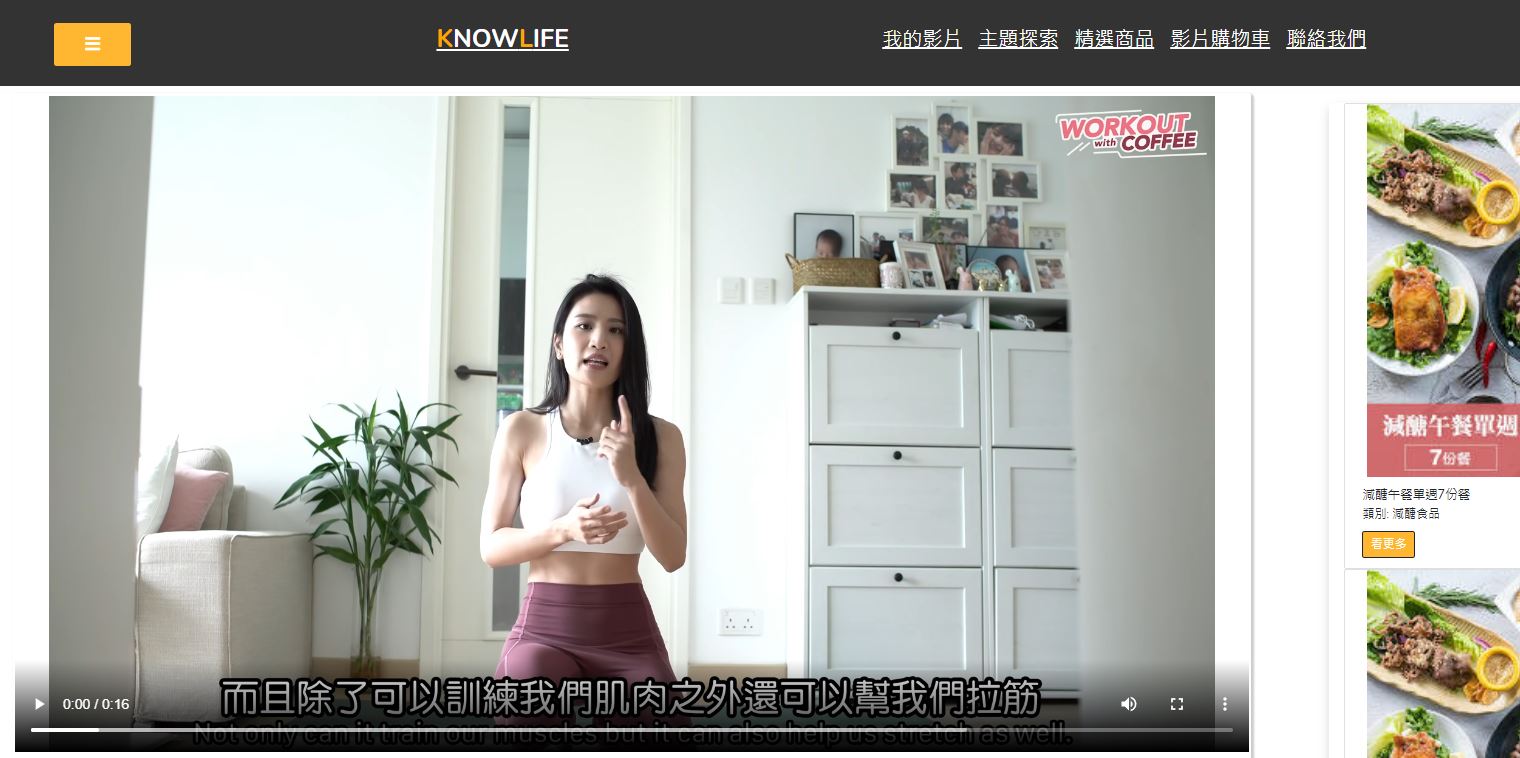 KNOWLIFE
我的影片 主題探索 精選商品 影片購物車 聯絡我們
WORKOUT
with COFFEE
而且除了可以訓練我們肌肉之外還可以幫我們拉筋
Not only can it train our muscles but it can also help us stretch as well.
0:00 / 0:16
減醣午餐單週
7份餐
減醣午餐單週7份餐
類別: 減醣食品
看更多